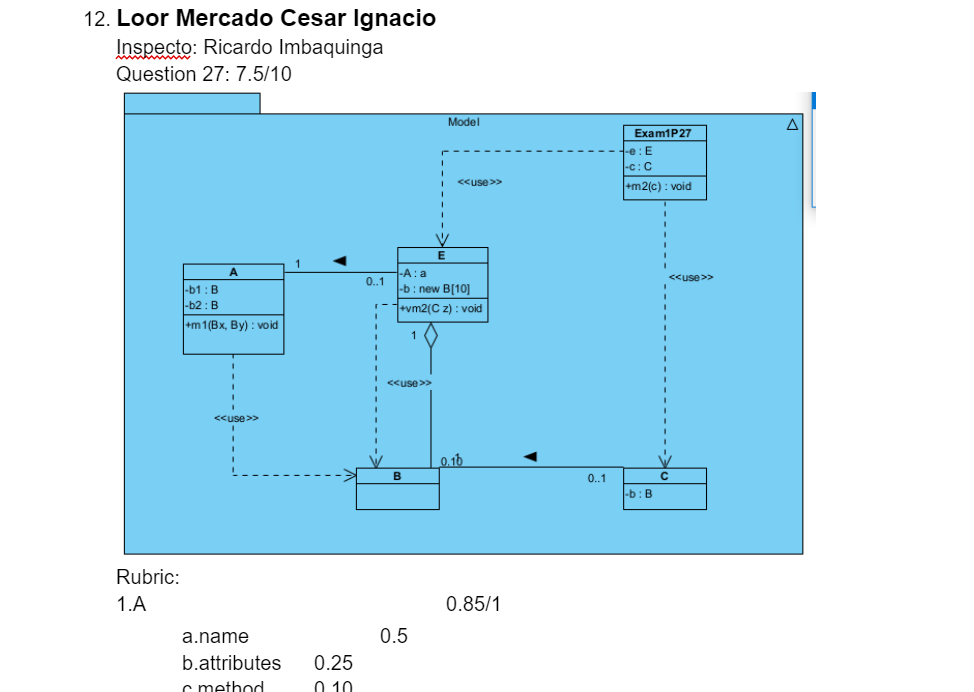 12. Loor Mercado Cesar Ignacio
Inspecto: Ricardo Imbaquinga
Question 27: 7.5/10
Model
Exam1P27
-e : E
-c : C
+m2(c) : void
<<use>>
E
-A : a
-b : new B[10]
+vm2(C z) : void
1
0..1
A
-b1 : B
-b2 : B
+m1(Bx, By) : void
<<use>>
1
<<use>>
<<use>>
0.10
1
B
0..1
C
-b : B
Rubric:
1.A 0.85/1
a.name 0.5
b.attributes 0.25
c.method 0.10